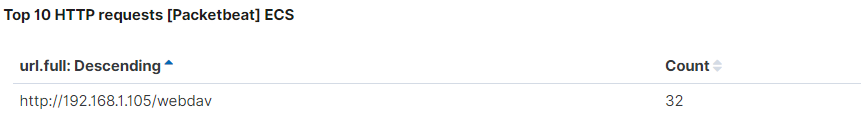 Top 10 HTTP requests [Packetbeat] ECS
url.full: Descending Count
http://192.168.1.105/webdav 32